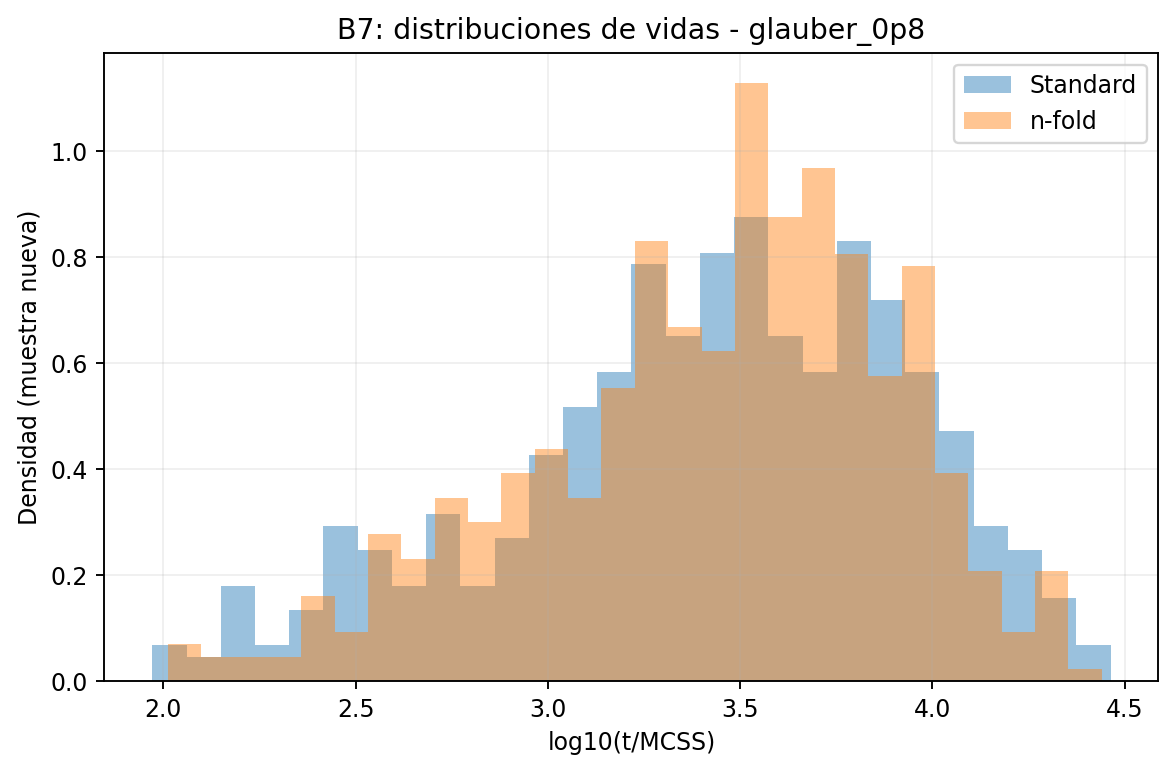 B7: distribuciones de vidas - glauber_0p8
Standard
n-fold
Densidad (muestra nueva)
1.0
0.8
0.6
0.4
0.2
0.0
2.0 2.5 3.0 3.5 4.0 4.5
log10(t/MCSS)